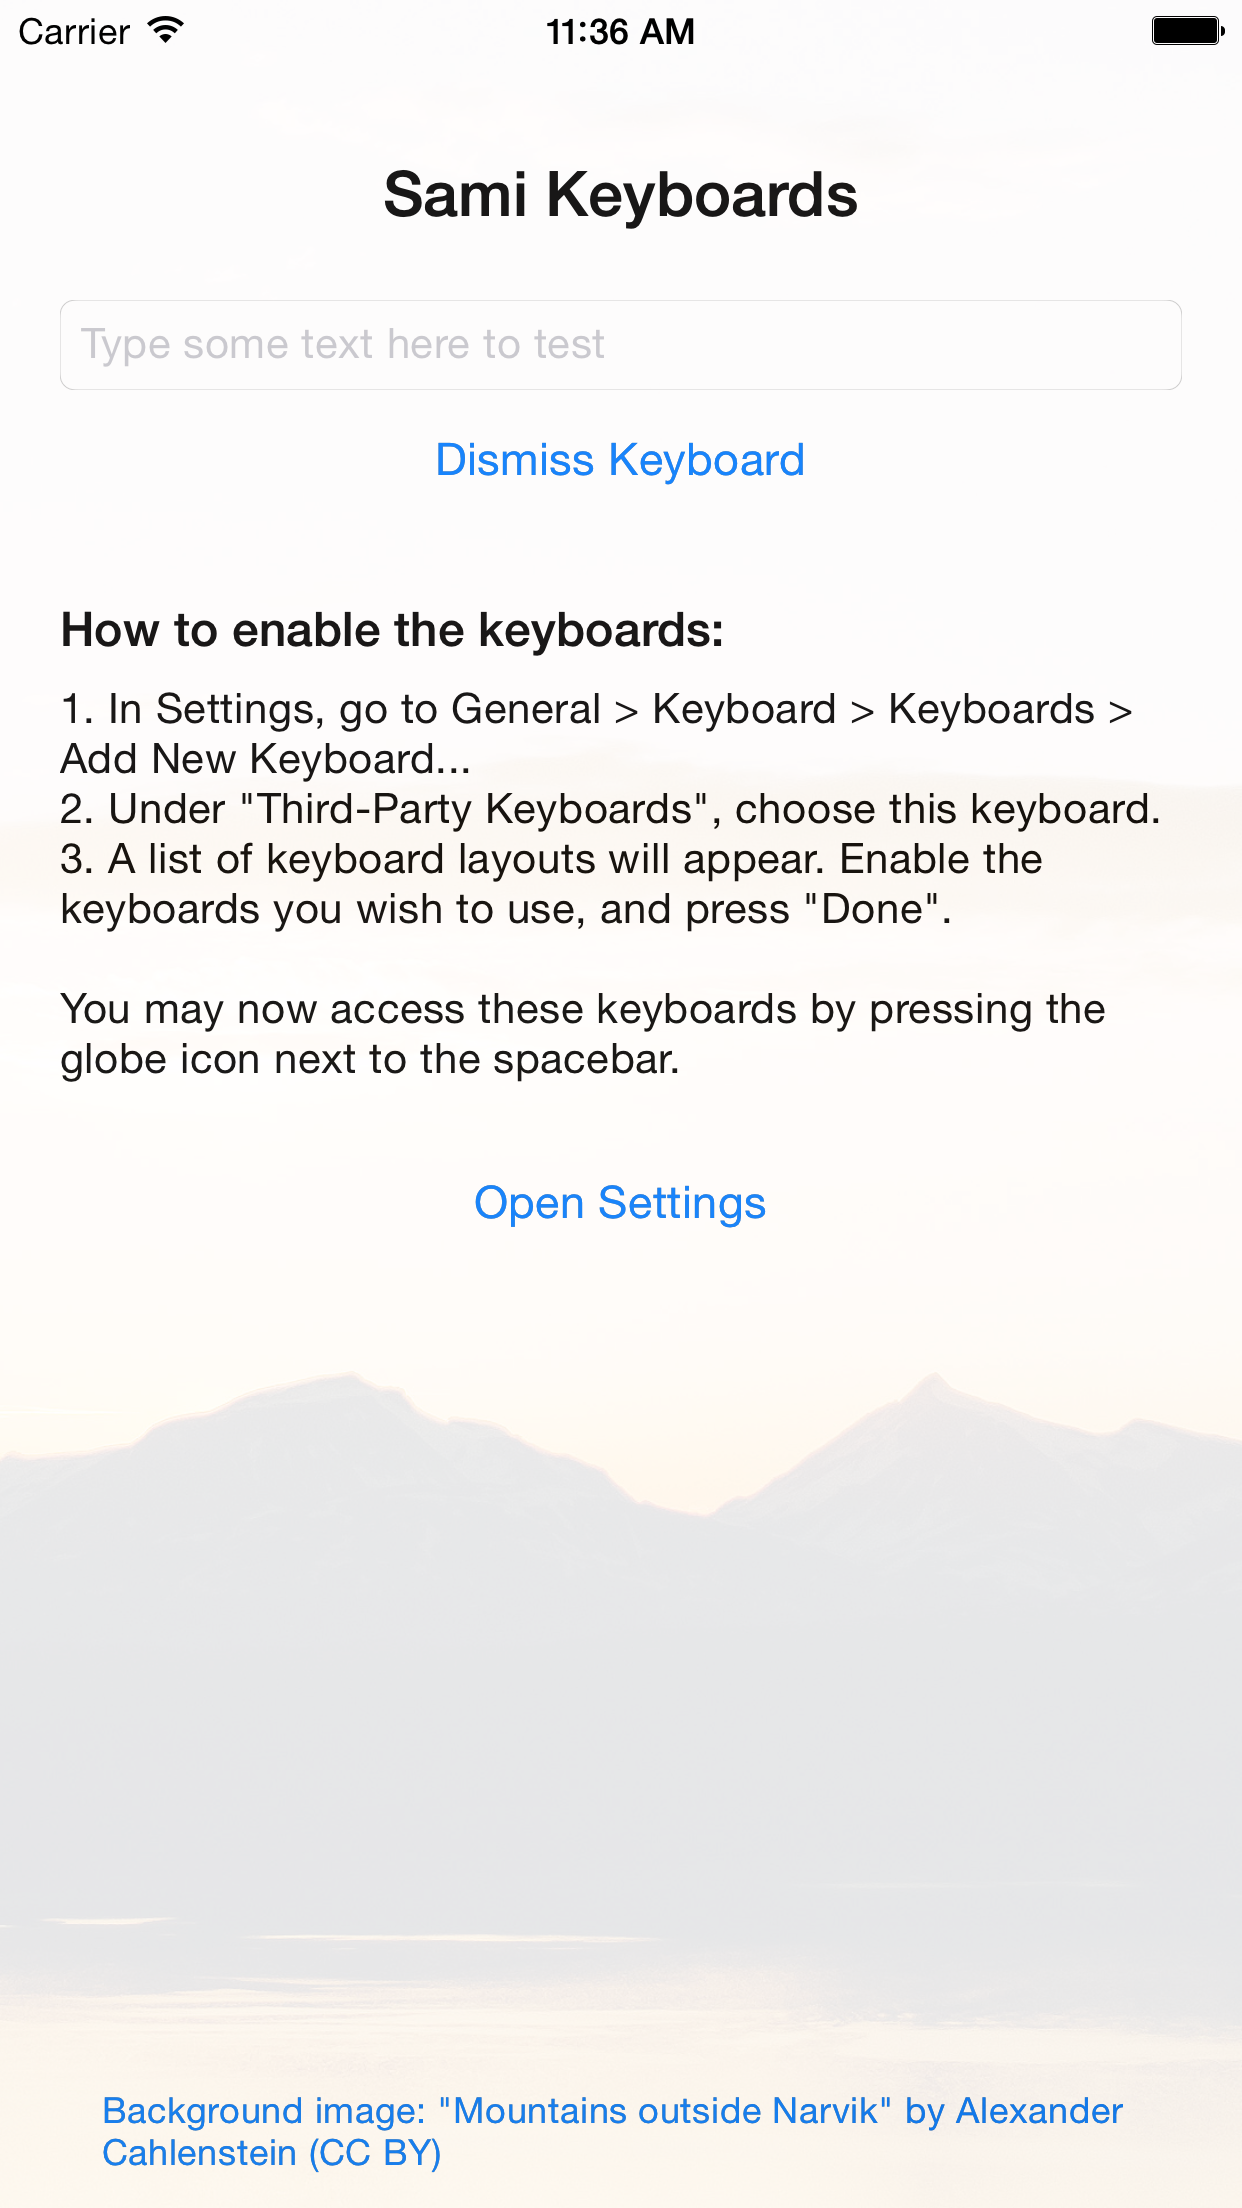 Carrier 11:36 AM
Sami Keyboards
Type some text here to test
Dismiss Keyboard
How to enable the keyboards:
1. In Settings, go to General > Keyboard > Keyboards >
Add New Keyboard...
2. Under "Third-Party Keyboards", choose this keyboard.
3. A list of keyboard layouts will appear. Enable the
keyboards you wish to use, and press "Done".
You may now access these keyboards by pressing the
globe icon next to the spacebar.
Open Settings
Background image: "Mountains outside Narvik" by Alexander
Cahlenstein (CC BY)